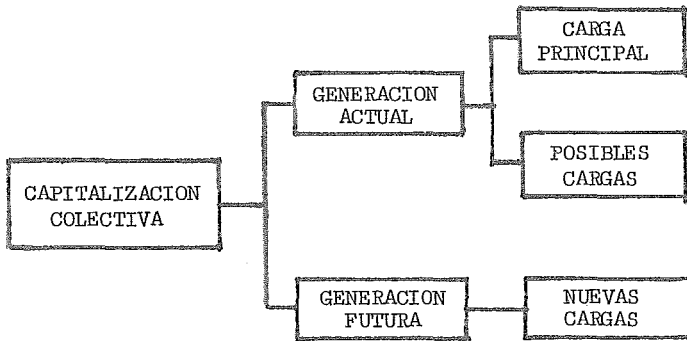 CARGA
PRINCIPAL
GENERACION
ACTUAL
POSIBLES
CARGAS
CAPITALIZACION
COLECTIVA
GENERACION
FUTURA
NUEVAS
CARGAS